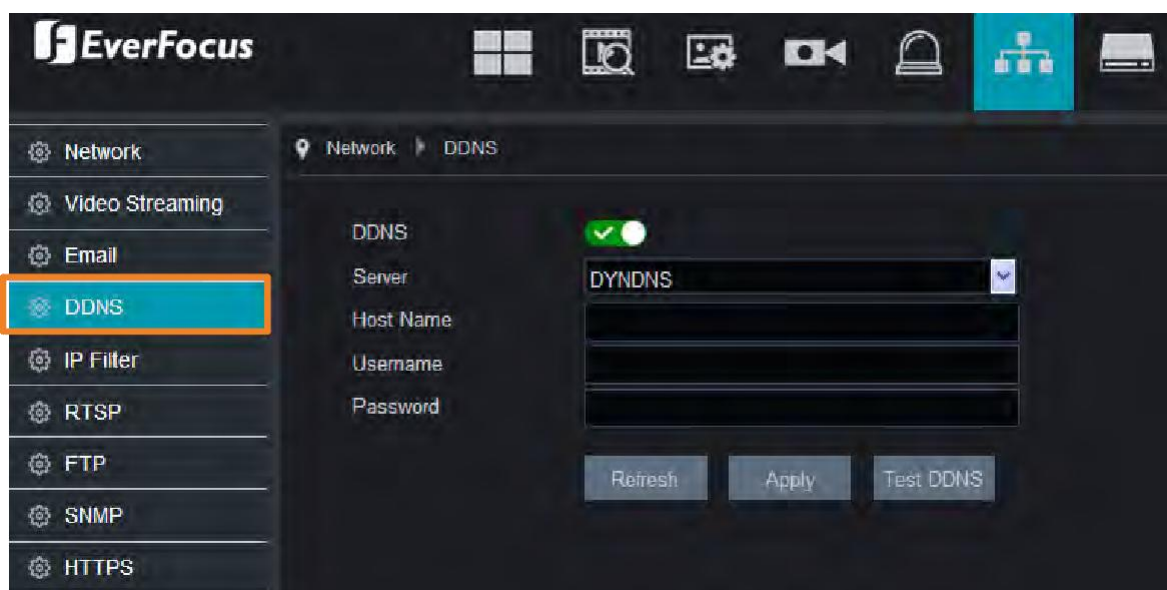 EverFocus
Network
Video Streaming
Email
DDNS
IP Filter
RTSP
FTP
SNMP
HTTPS
Network DDNS
DDNS
Server DYNDNS
Host Name
Username
Password
Refresh Apply Test DDNS